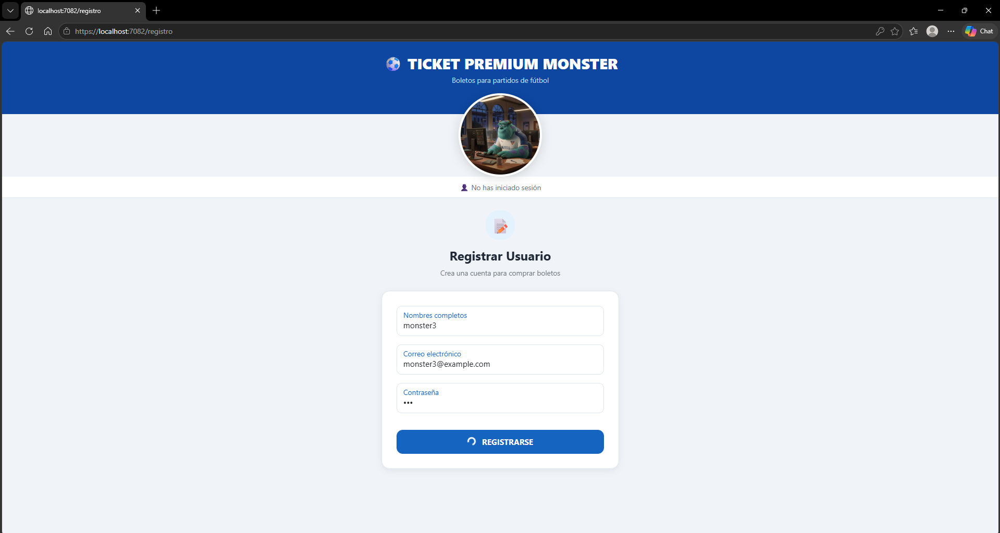 localhost:7082/registro
https://localhost:7082/registro
Chat
TICKET PREMIUM MONSTER
Boletos para partidos de fútbol
No has iniciado sesión
Registrar Usuario
Crea una cuenta para comprar boletos
Nombres completos
monster3
Correo electrónico
monster3@example.com
Contraseña
•••
REGISTRARSE